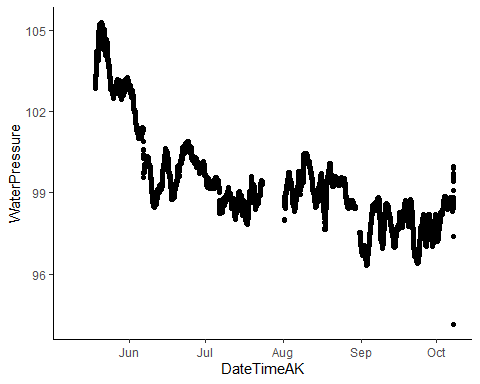 105
102
99
96
WaterPressure
Jun Jul Aug Sep Oct
DateTimeAK